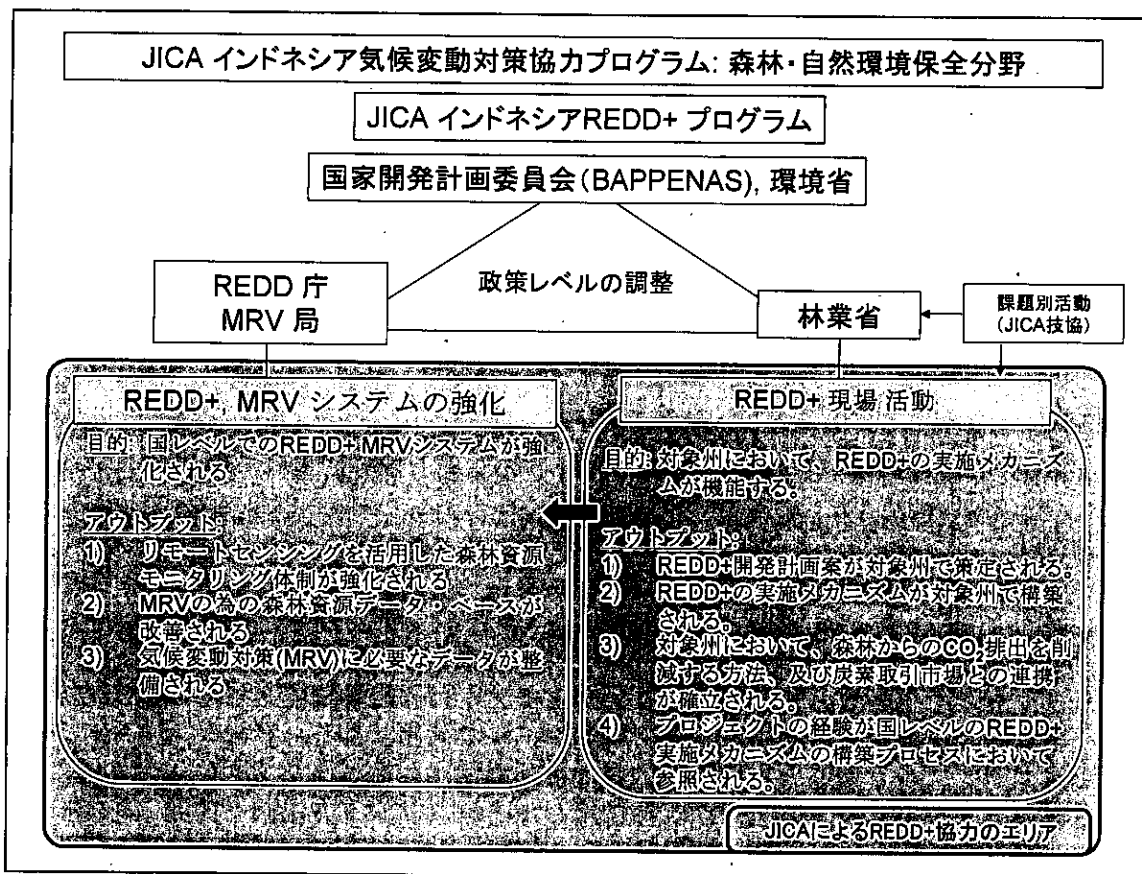 JICA インドネシア気候変動対策協力プログラム: 森林・自然環境保全分野
JICA インドネシアREDD+ プログラム
国家開発計画委員会(BAPPENAS), 環境省
REDD 庁
MRV 局
政策レベルの調整
林業省
課題別活動
(JICA技協)
REDD+, MRV システムの強化
目的: 国レベルでのREDD+ MRVシステムが強
化される
アウトプット:
1) リモートセンシングを活用した森林資源
モニタリング体制が強化される
2) MRVの為の森林資源データ・ベースが
改善される
3) 気候変動対策(MRV)に必要なデータが整
備される
REDD+ 現場 活動
目的: 対象州において、REDD+の実施メカニズ
ムが機能する。
アウトプット:
1) REDD+開発計画案が対象州で策定される。
2) REDD+の実施メカニズムが対象州で構築
される。
3) 対象州において、森林からのCO2排出を削
減する方法、及び炭素取引市場との連携
が確立される。
4) プロジェクトの経験が国レベルのREDD+
実施メカニズムの構築プロセスにおいて
参照される。
JICAによるREDD+協力のエリア